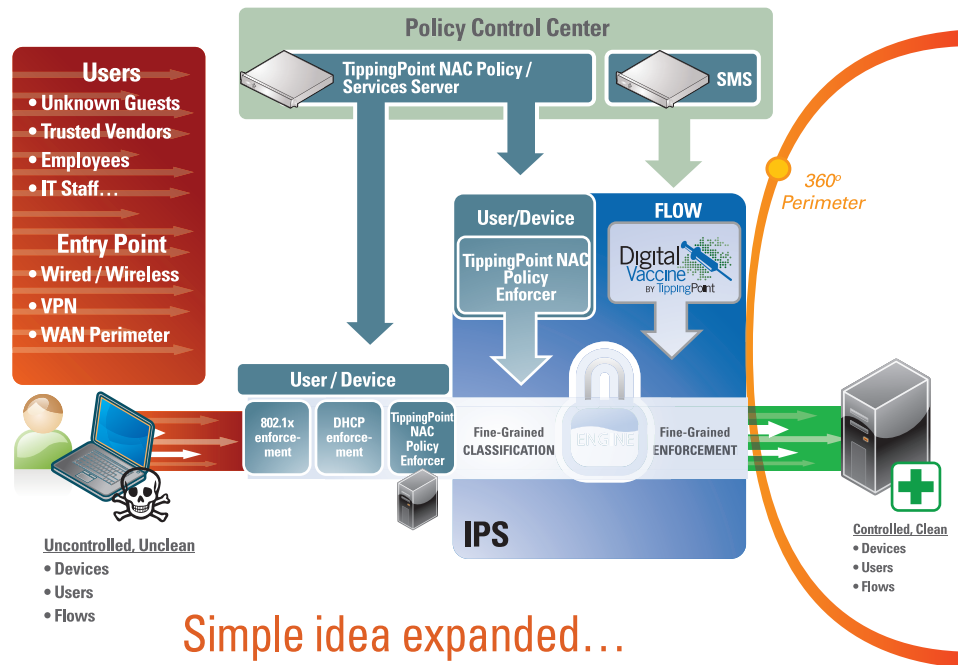 Policy Control Center
TippingPoint NAC Policy /
Services Server
SMS
Users
• Unknown Guests
• Trusted Vendors
• Employees
• IT Staff…
Entry Point
• Wired / Wireless
• VPN
• WAN Perimeter
360º
Perimeter
User/Device
TippingPoint NAC
Policy
Enforcer
FLOW
Digital
Vaccine
BY TippingPoint
User / Device
802.1x
enforce-
ment
DHCP
enforce-
ment
TippingPoint
NAC
Policy
Enforcer
Fine-Grained
CLASSIFICATION
ENGINE
Fine-Grained
ENFORCEMENT
IPS
Uncontrolled, Unclean
• Devices
• Users
• Flows
Controlled, Clean
• Devices
• Users
• Flows
Simple idea expanded…